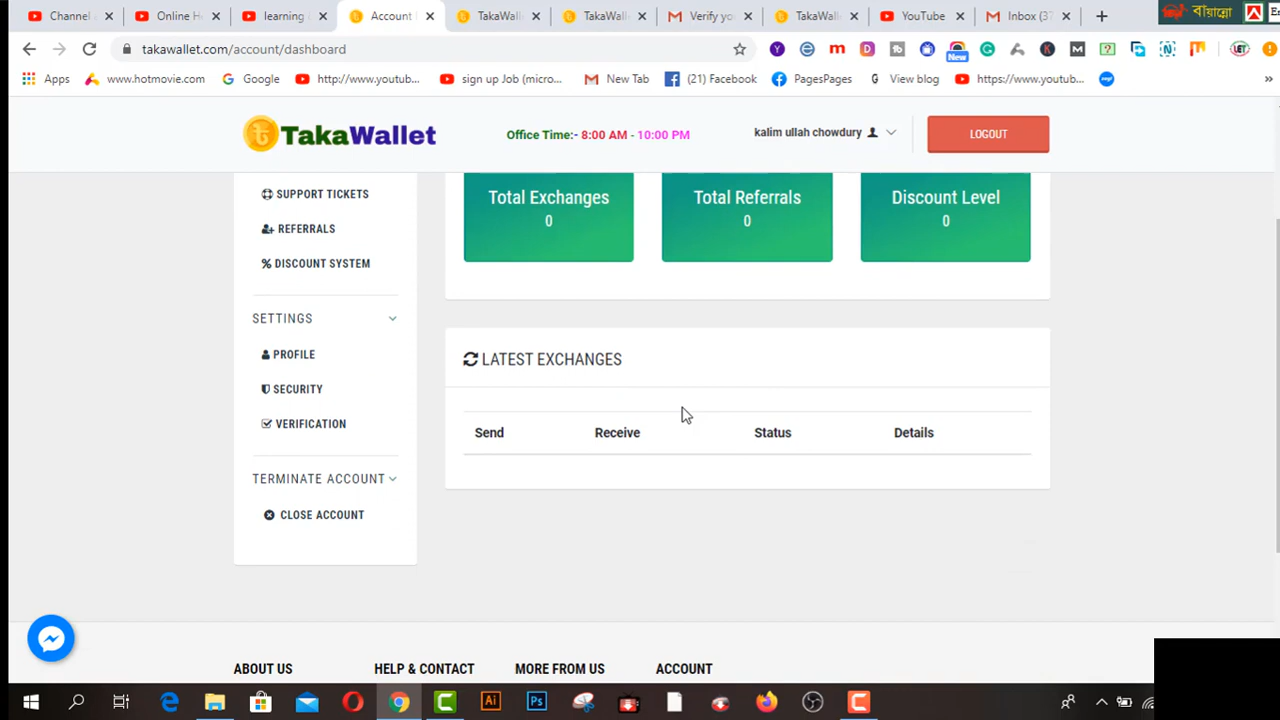 Channel
Online H
learning
Account
TakaWall
TakaWall
Verify yo
TakaWall
YouTube
Inbox (37
বাঁয়ান্নো
takawallet.com/account/dashboard
New
Apps
www.hotmovie.com
Google
http://www.youtub...
sign up Job (micro...
New Tab
(21) Facebook
PagesPages
View blog
https://www.youtub...
TakaWallet
Office Time:- 8:00 AM - 10:00 PM
kalim ullah chowdury
LOGOUT
SUPPORT TICKETS
REFERRALS
DISCOUNT SYSTEM
SETTINGS
PROFILE
SECURITY
VERIFICATION
TERMINATE ACCOUNT
CLOSE ACCOUNT
Total Exchanges
0
Total Referrals
0
Discount Level
0
LATEST EXCHANGES
Send Receive Status Details
ABOUT US
HELP & CONTACT
MORE FROM US
ACCOUNT